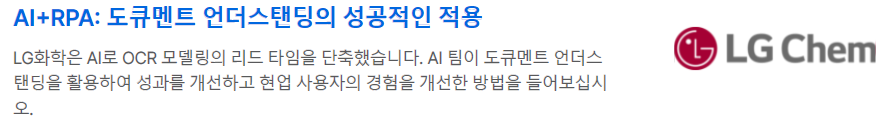 AI+RPA: 도큐멘트 언더스탠딩의 성공적인 적용
LG화학은 AI로 OCR 모델링의 리드 타임을 단축했습니다. AI 팀이 도큐멘트 언더스
탠딩을 활용하여 성과를 개선하고 현업 사용자의 경험을 개선한 방법을 들어보십시
오.
LG Chem